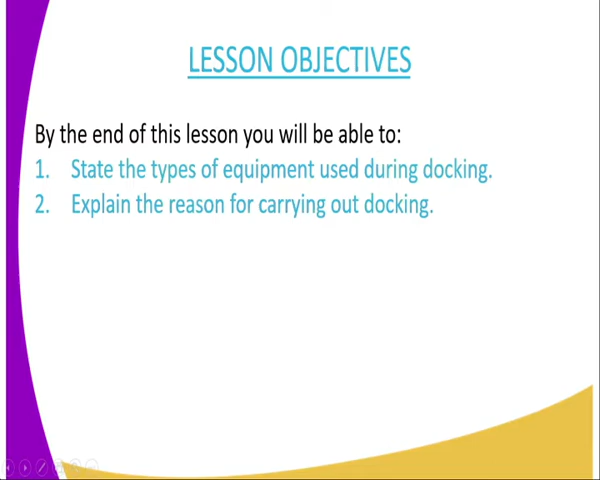 LESSON OBJECTIVES
By the end of this lesson you will be able to:
1. State the types of equipment used during docking.
2. Explain the reason for carrying out docking.